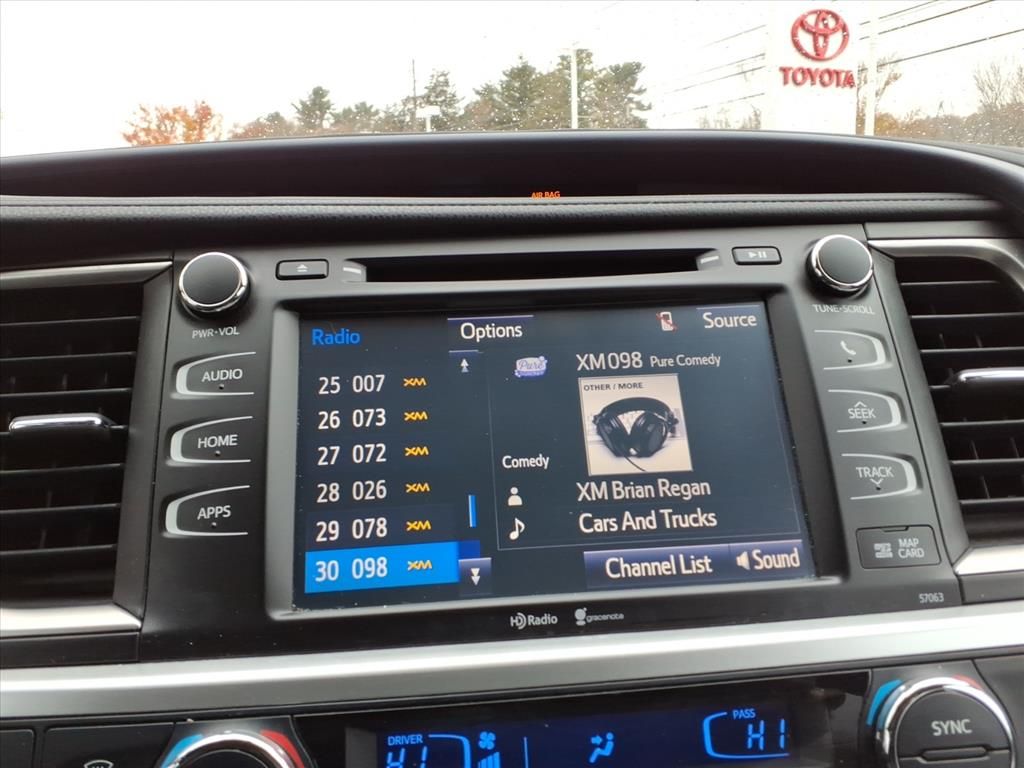 TOYOTA
AIR BAG
PWR·VOL
TUNE·SCROLL
AUDIO
HOME
APPS
SEEK
TRACK
MAP CARD
57063
Radio
Options
Source
25 007 XM
26 073 XM
27 072 XM
28 026 XM
29 078 XM
30 098 XM
Pure
XM098 Pure Comedy
OTHER / MORE
Comedy
XM Brian Regan
Cars And Trucks
Channel List
Sound
HD Radio
gracenote
DRIVER
HI
PASS
HI
SYNC